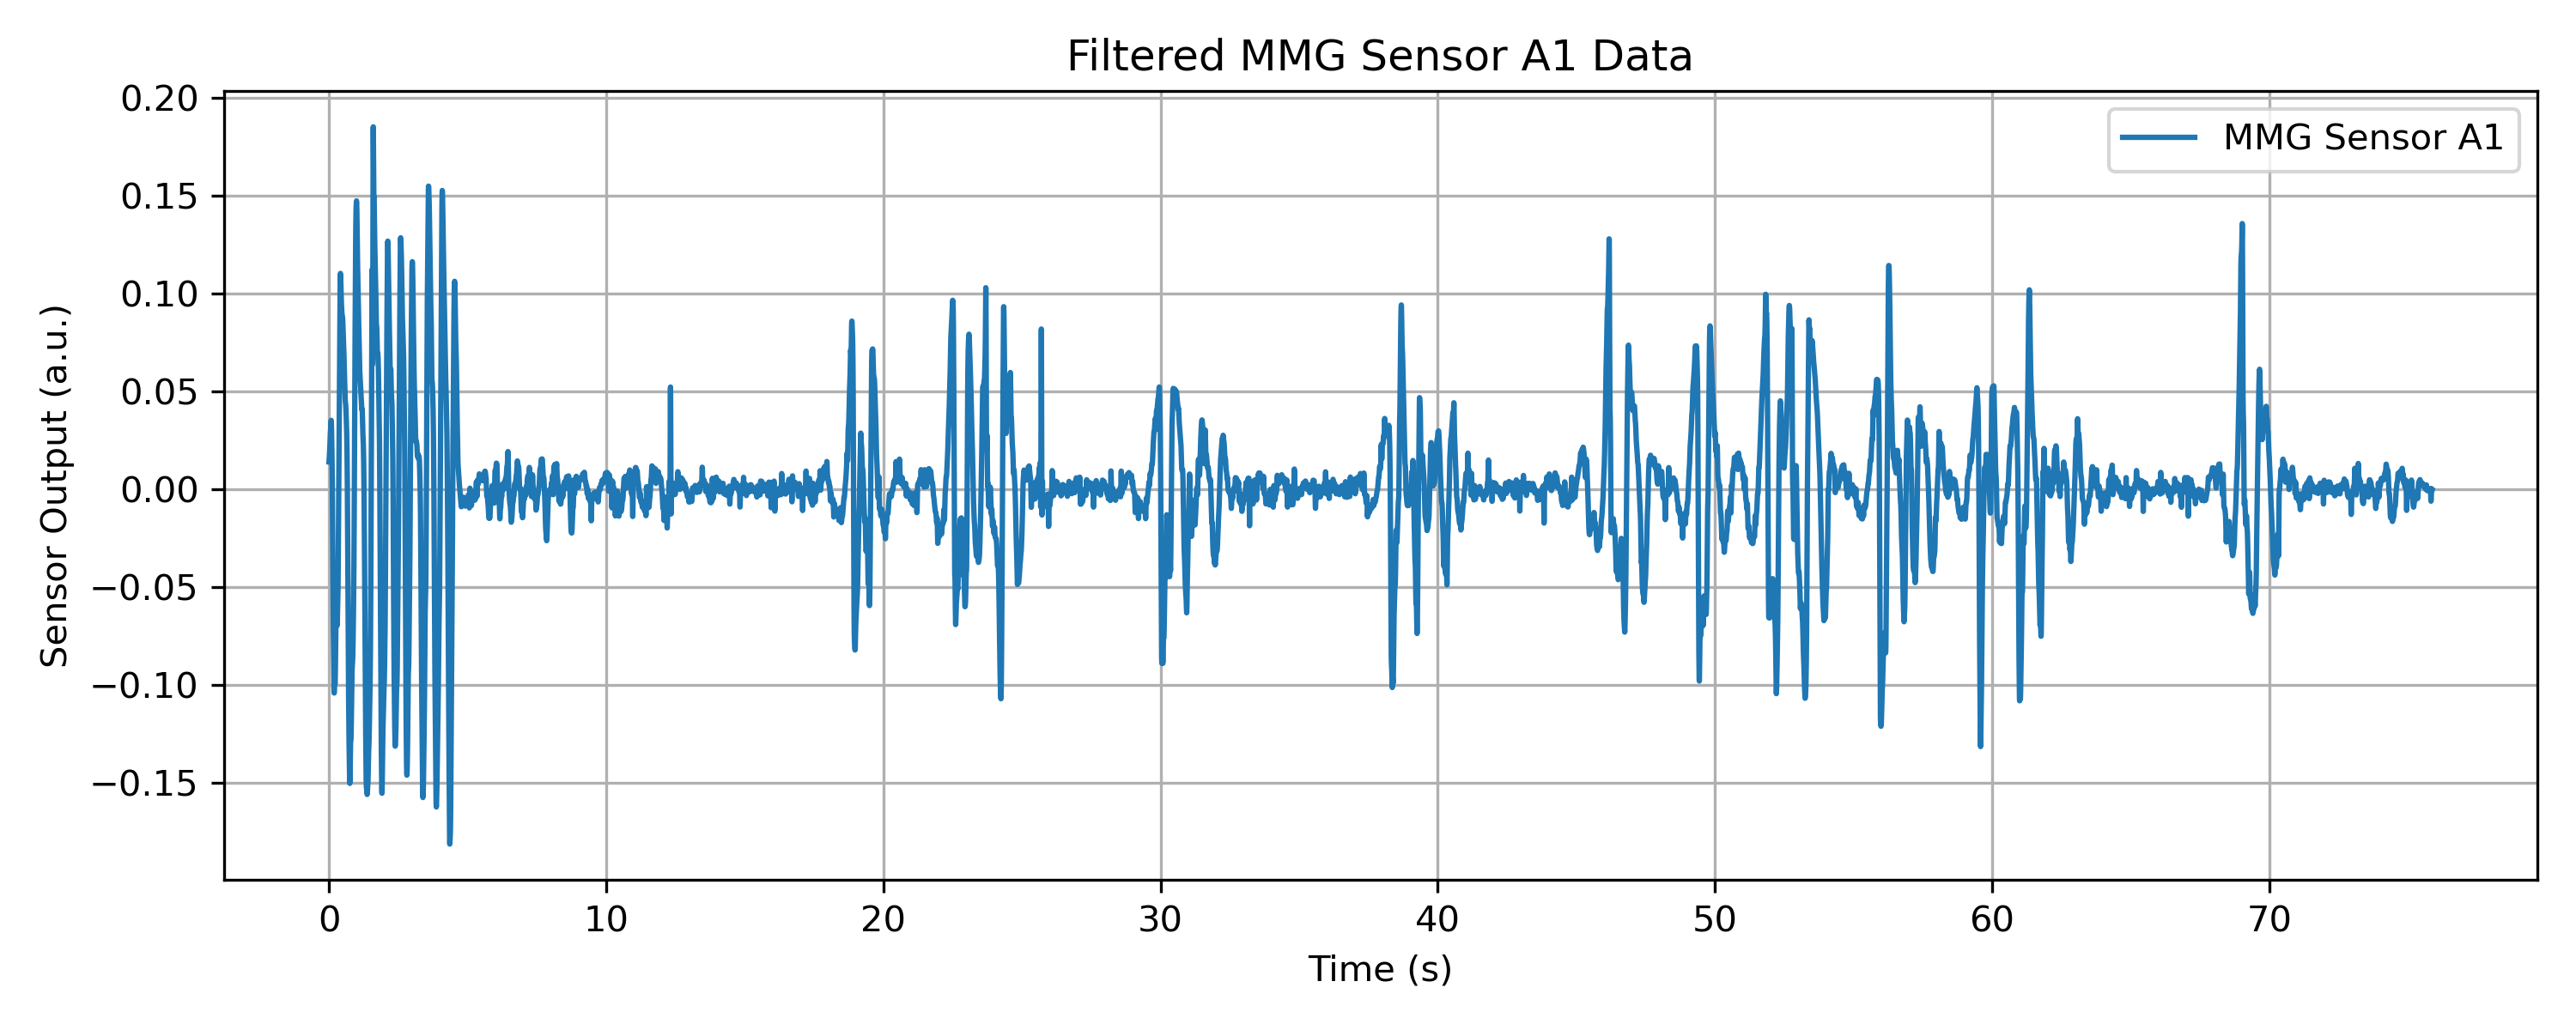 Filtered MMG Sensor A1 Data
MMG Sensor A1
Sensor Output (a.u.)
0.20
0.15
0.10
0.05
0.00
−0.05
−0.10
−0.15
0 10 20 30 40 50 60 70
Time (s)